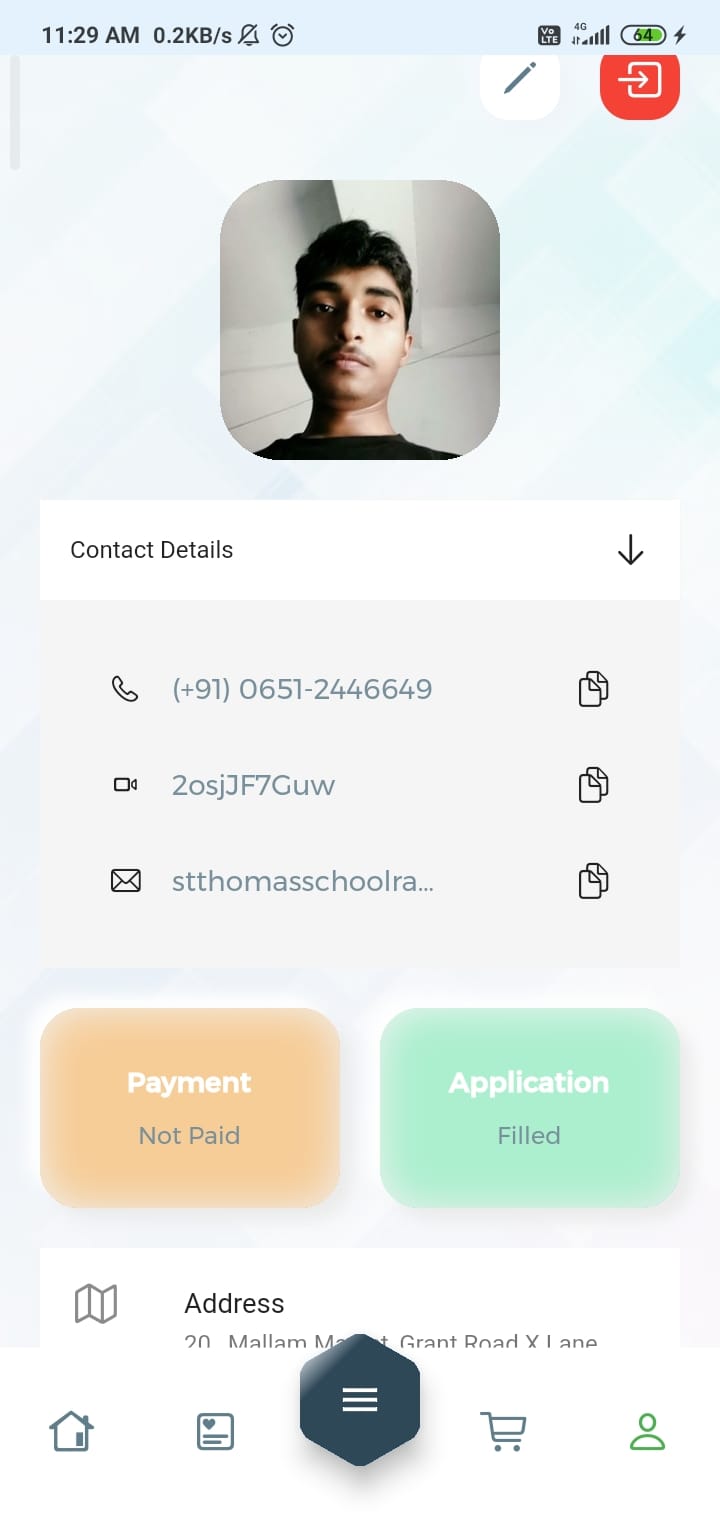 11:29 AM 0.2KB/s Vo LTE 4G 64
Contact Details
(+91) 0651-2446649
2osjJF7Guw
stthomasschoolra...
Payment
Application
Not Paid
Filled
Address
20, Mallam Ma t, Grant Road X Lane